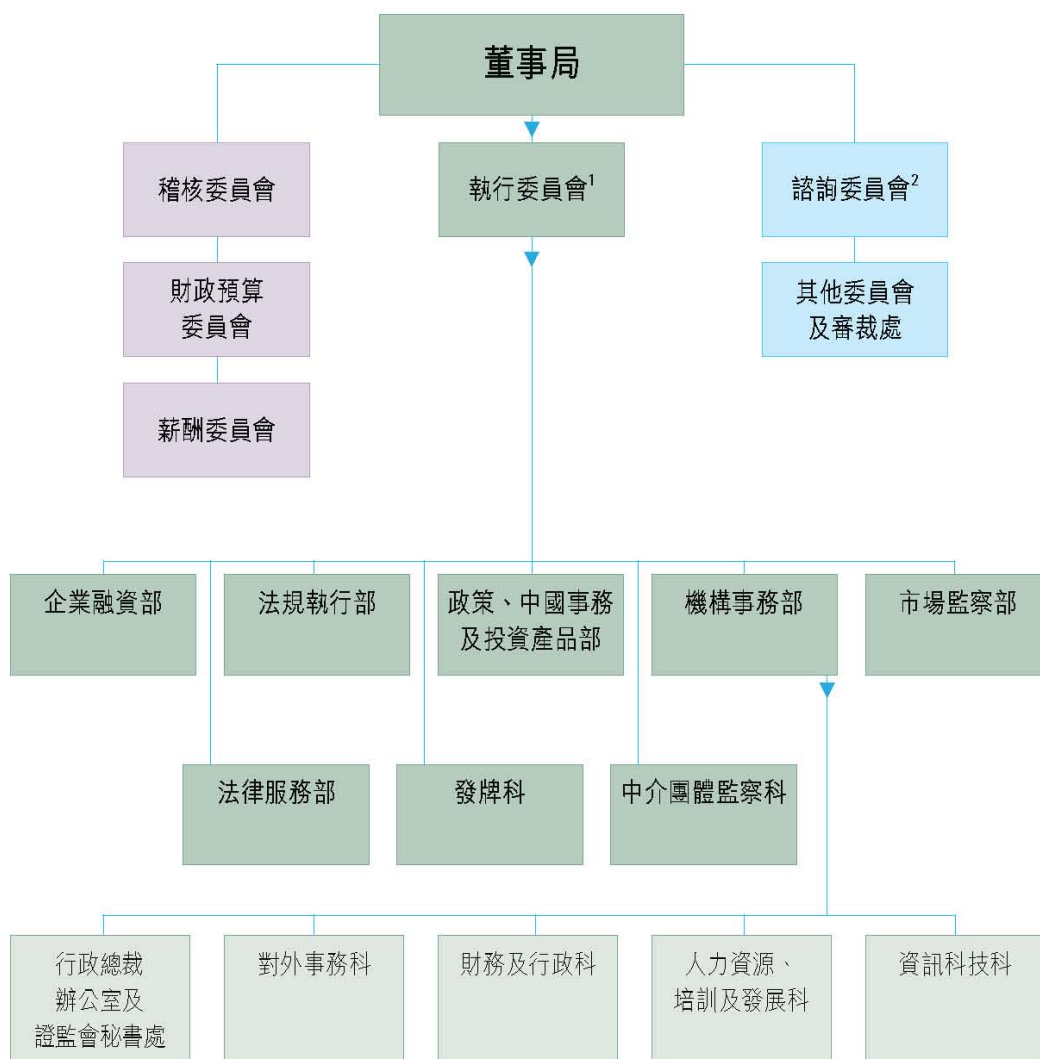 董事局
稽核委員會
執行委員會1
諮詢委員會2
財政預算
委員會
其他委員會
及審裁處
薪酬委員會
企業融資部
法規執行部
政策、中國事務
及投資產品部
機構事務部
市場監察部
法律服務部
發牌科
中介團體監察科
行政總裁
辦公室及
證監會秘書處
對外事務科
財務及行政科
人力資源、
培訓及發展科
資訊科技科